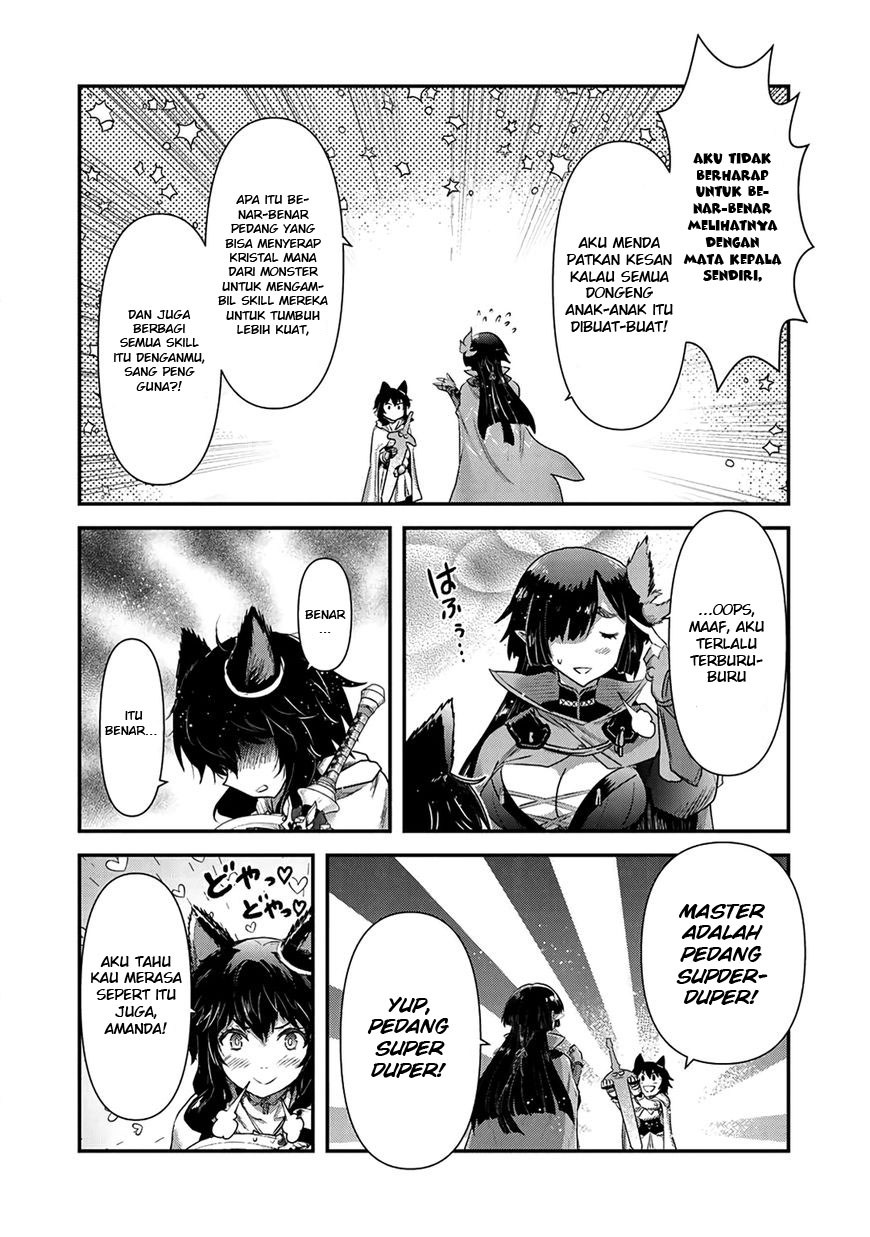 AKU TIDAK
BERHARAP
UNTUK BE-
NAR-BENAR
MELIHATNYA
DENGAN
MATA KEPALA
SENDIRI,
AKU MENDA
PATKAN KESAN
KALAU SEMUA
DONGENG
ANAK-ANAK ITU
DIBUAT-BUAT!
APA ITU BE-
NAR-BENAR
PEDANG YANG
BISA MENYERAP
KRISTAL MANA
DARI MONSTER
UNTUK MENGAM-
BIL SKILL MEREKA
UNTUK TUMBUH
LEBIH KUAT,
DAN JUGA
BERBAGI
SEMUA SKILL
ITU DENGANMU,
SANG PENG
GUNA?!
...OOPS,
MAAF, AKU
TERLALU
TERBURU-
BURU
はふぅ…
BENAR
...
ITU
BENAR...
MASTER
ADALAH
PEDANG
SUPDER-
DUPER!
YUP,
PEDANG
SUPER
DUPER!
どやっ♡
どやっ♡
AKU TAHU
KAU MERASA
SEPERT ITU
JUGA,
AMANDA!